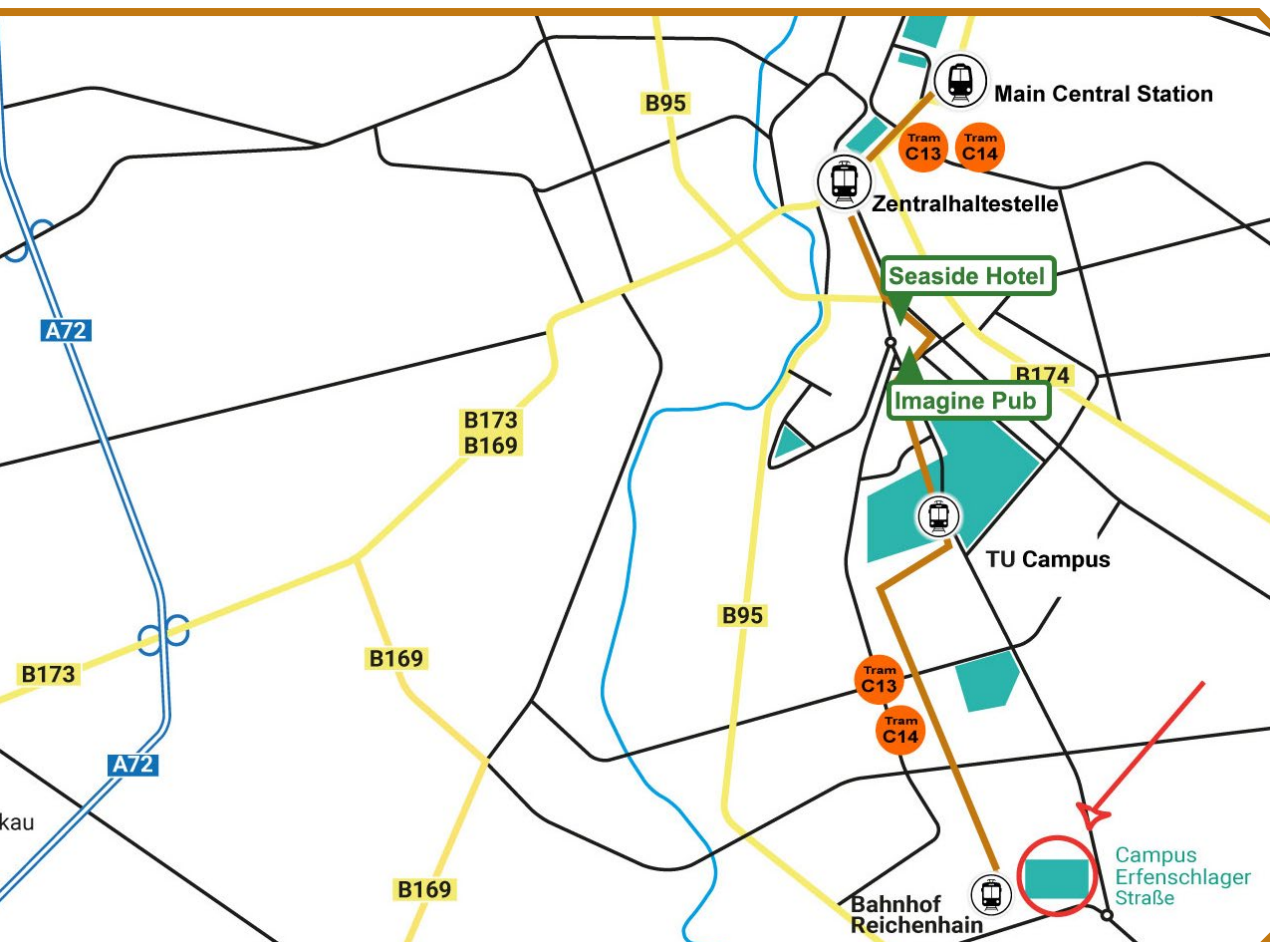 B95
Main Central Station
Tram
C13
Tram
C14
Zentralhaltestelle
Seaside Hotel
A72
B174
Imagine Pub
B173
B169
TU Campus
B95
B169
B173
Tram
C13
Tram
C14
A72
kau
Campus
Erfenschlager
Straße
B169
Bahnhof
Reichenhain